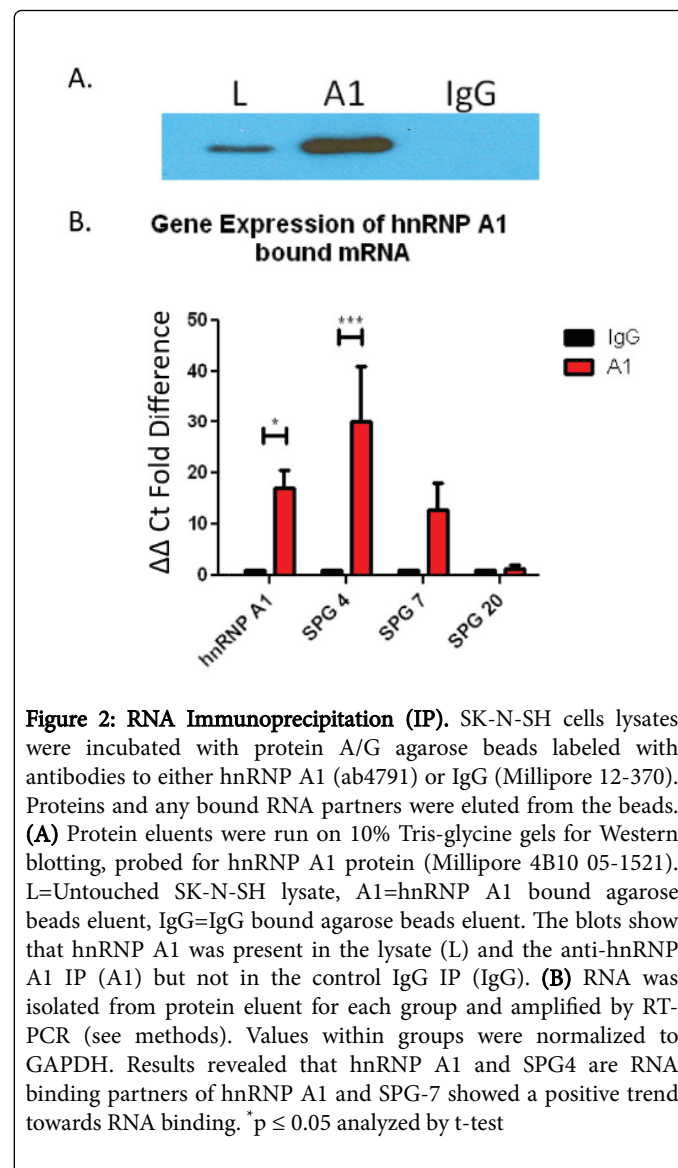 A.
L A1 IgG
B.
Gene Expression of hnRNP A1
bound mRNA
ΔΔ Ct Fold Difference
50
40
30
20
10
0
*
***
IgG
A1
hnRNP A1
SPG 4
SPG 7
SPG 20
Figure 2: RNA Immunoprecipitation (IP). SK-N-SH cells lysates
were incubated with protein A/G agarose beads labeled with
antibodies to either hnRNP A1 (ab4791) or IgG (Millipore 12-370).
Proteins and any bound RNA partners were eluted from the beads.
(A) Protein eluents were run on 10% Tris-glycine gels for Western
blotting, probed for hnRNP A1 protein (Millipore 4B10 05-1521).
L=Untouched SK-N-SH lysate, A1=hnRNP A1 bound agarose
beads eluent, IgG=IgG bound agarose beads eluent. The blots show
that hnRNP A1 was present in the lysate (L) and the anti-hnRNP
A1 IP (A1) but not in the control IgG IP (IgG). (B) RNA was
isolated from protein eluent for each group and amplified by RT-
PCR (see methods). Values within groups were normalized to
GAPDH. Results revealed that hnRNP A1 and SPG4 are RNA
binding partners of hnRNP A1 and SPG-7 showed a positive trend
towards RNA binding. *p ≤ 0.05 analyzed by t-test